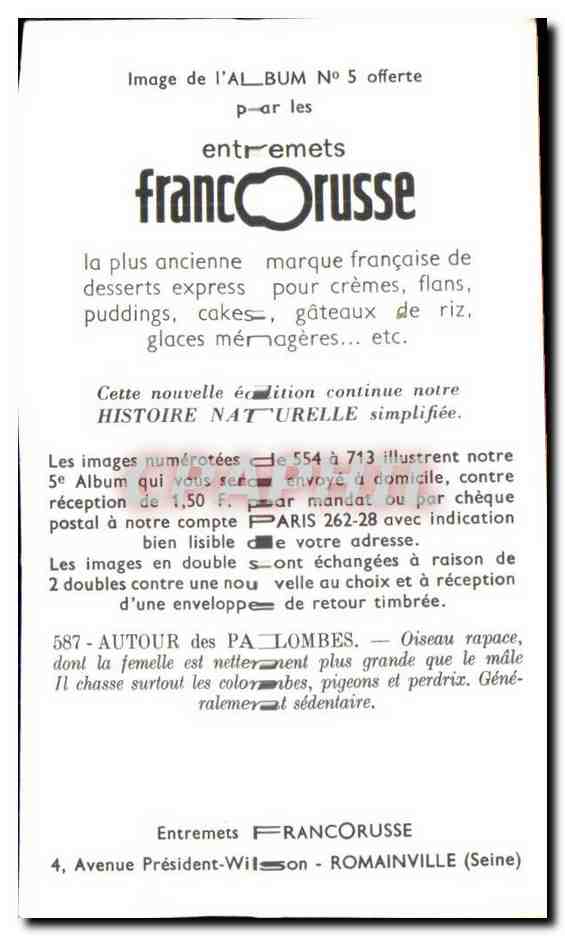 Image de l'ALBUM Nº 5 offerte
par les
entremets
francOrusse
la plus ancienne marque française de
desserts express pour crèmes, flans,
puddings, cakes, gâteaux de riz,
glaces ménagères... etc.
Cette nouvelle édition continue notre
HISTOIRE NATURELLE simplifiée.
Les images numérotées de 554 à 713 illustrent notre
5e Album qui vous sera envoyé à domicile, contre
réception de 1,50 F. par mandat ou par chèque
postal à notre compte PARIS 262-28 avec indication
bien lisible de votre adresse.
Les images en double sont échangées à raison de
2 doubles contre une nouvelle au choix et à réception
d'une enveloppe de retour timbrée.
587 - AUTOUR des PALOMBES. — Oiseau rapace,
dont la femelle est nettement plus grande que le mâle
Il chasse surtout les colombes, pigeons et perdrix. Géné-
ralement sédentaire.
Entremets FRANCORUSSE
4, Avenue Président-Wilson - ROMAINVILLE (Seine)